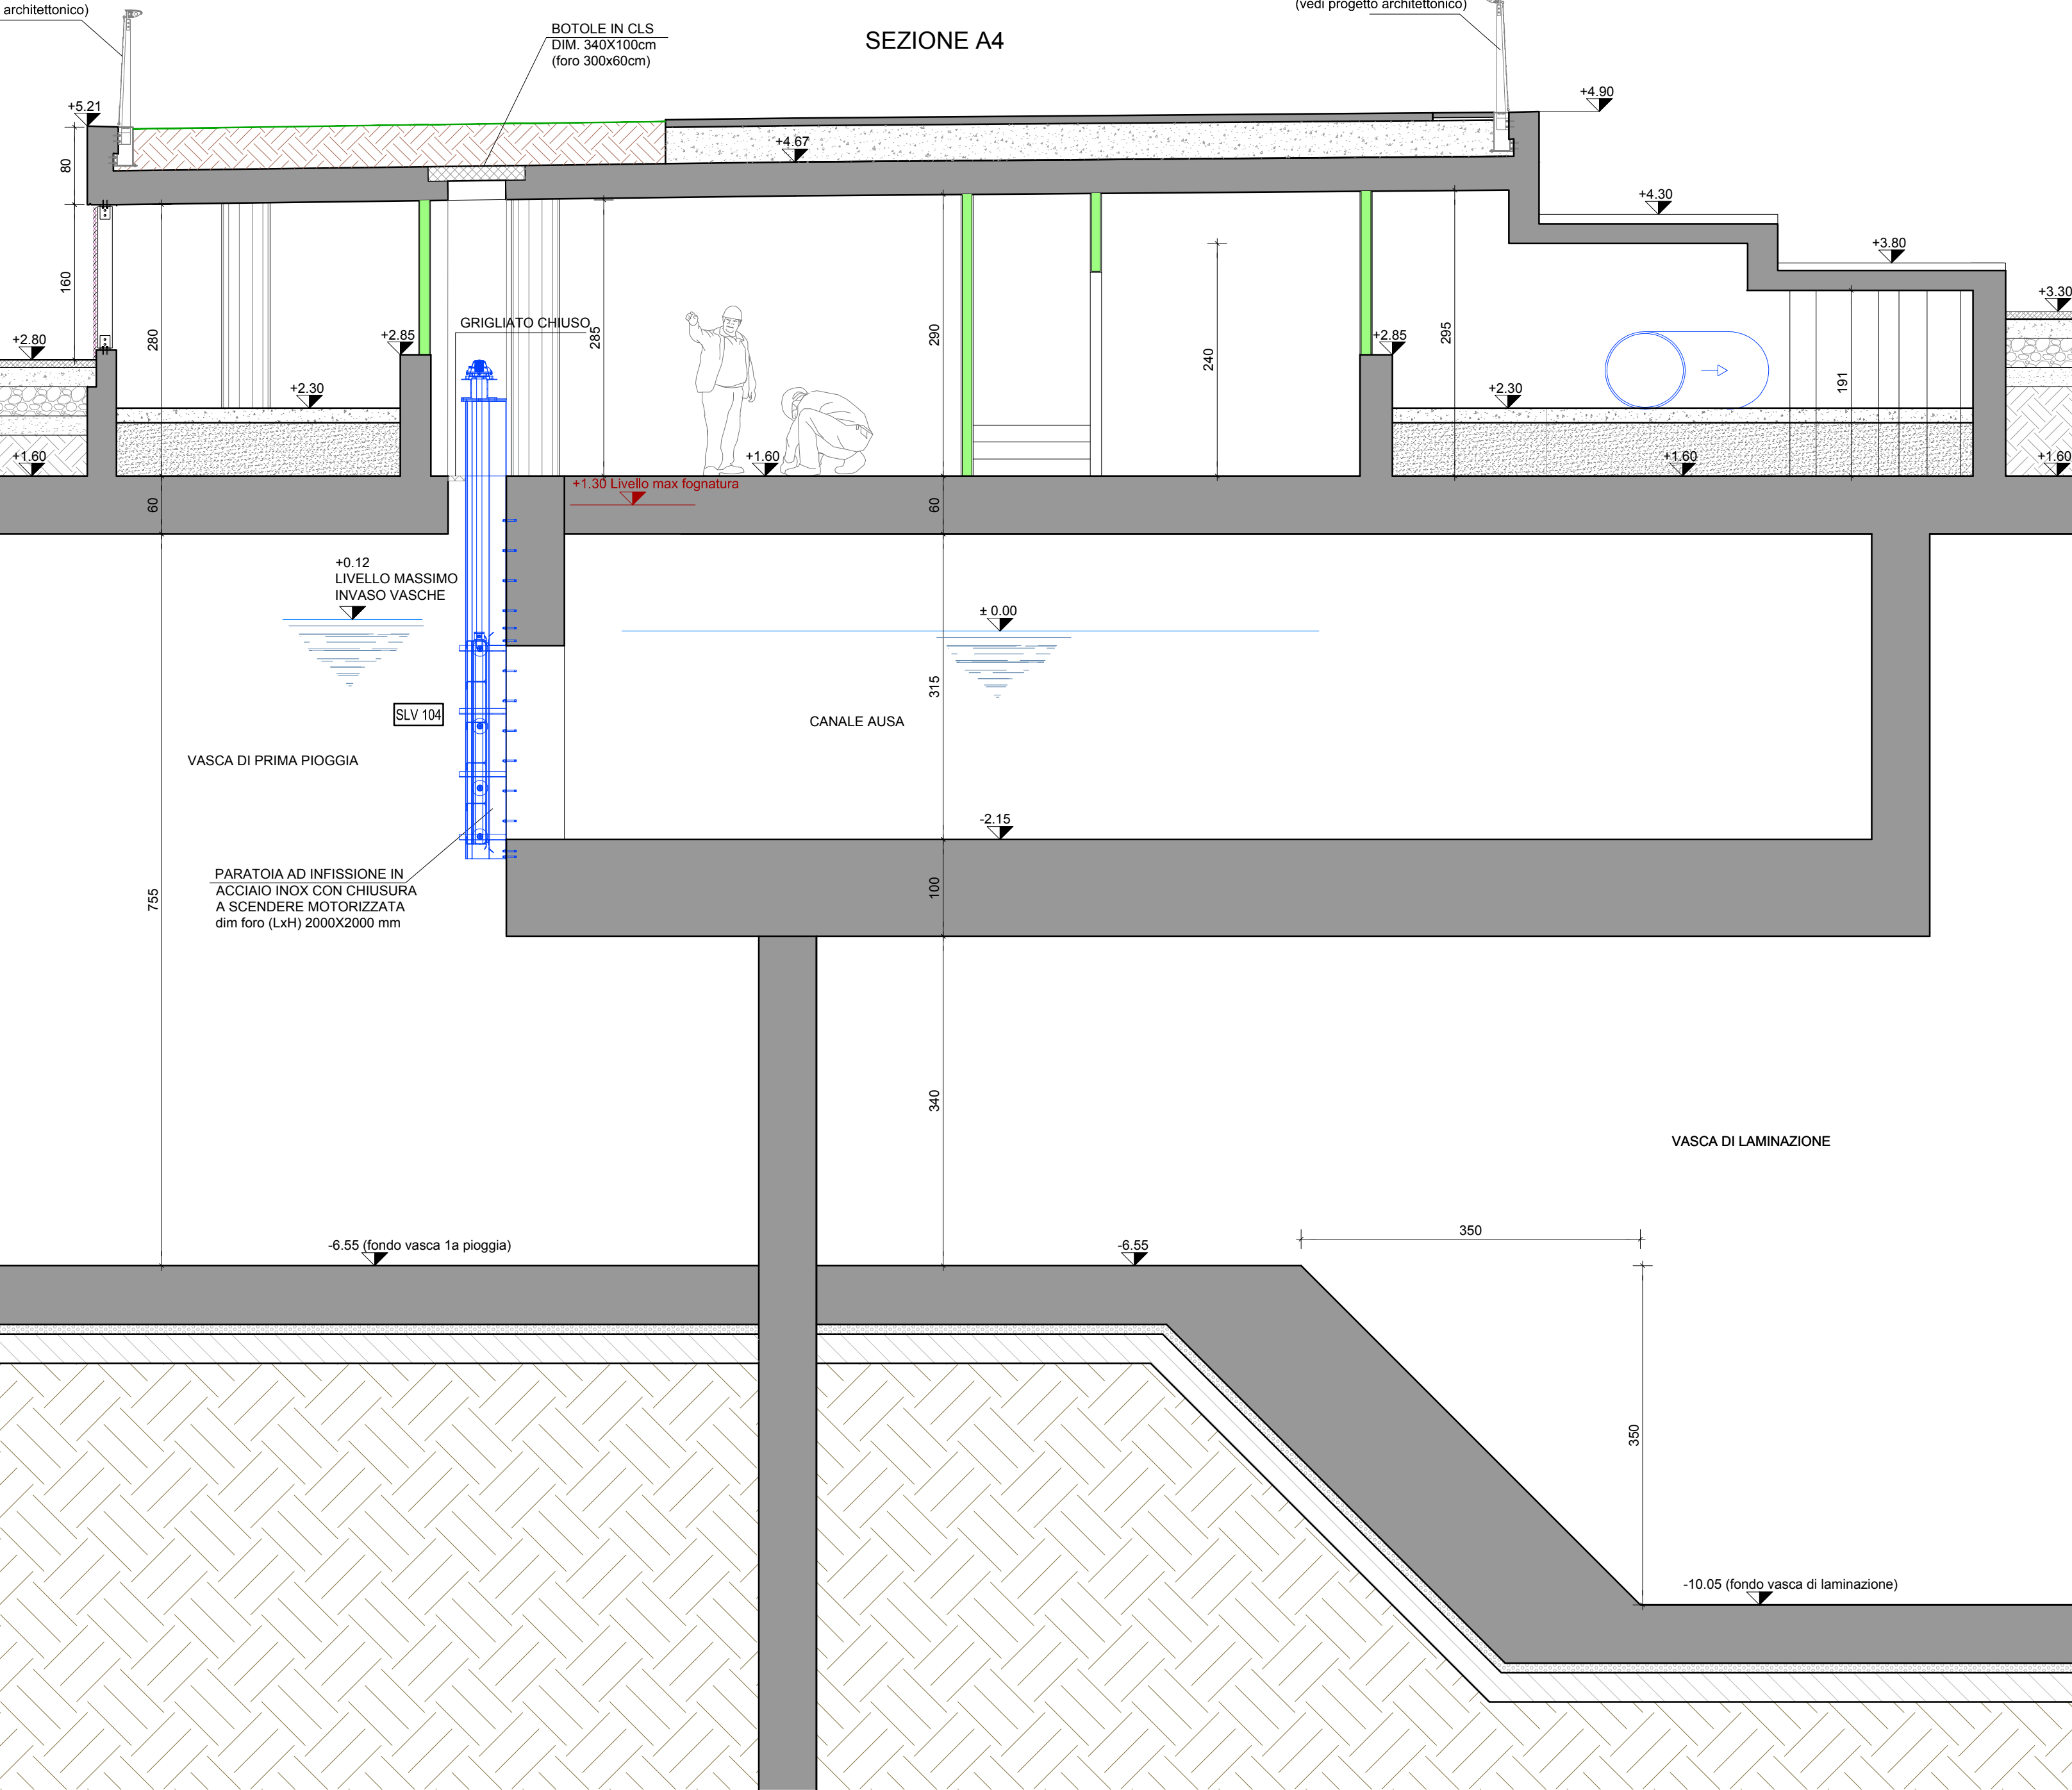 architettonico)
(vedi progetto architettonico)
BOTOLE IN CLS
DIM. 340X100cm
(foro 300x60cm)
SEZIONE A4
+5.21
+4.90
80
+4.67
+4.30
+3.80
160
280
GRIGLIATO CHIUSO
285
290
240
295
191
+3.30
+2.80
+2.85
+2.85
+2.30
+2.30
+1.60
+1.60
+1.60
+1.60
+1.30 Livello max fognatura
60
60
+0.12
LIVELLO MASSIMO
INVASO VASCHE
± 0.00
315
SLV 104
CANALE AUSA
VASCA DI PRIMA PIOGGIA
-2.15
PARATOIA AD INFISSIONE IN
ACCIAIO INOX CON CHIUSURA
A SCENDERE MOTORIZZATA
dim foro (LxH) 2000X2000 mm
755
100
340
VASCA DI LAMINAZIONE
-6.55 (fondo vasca 1a pioggia)
-6.55
350
350
-10.05 (fondo vasca di laminazione)